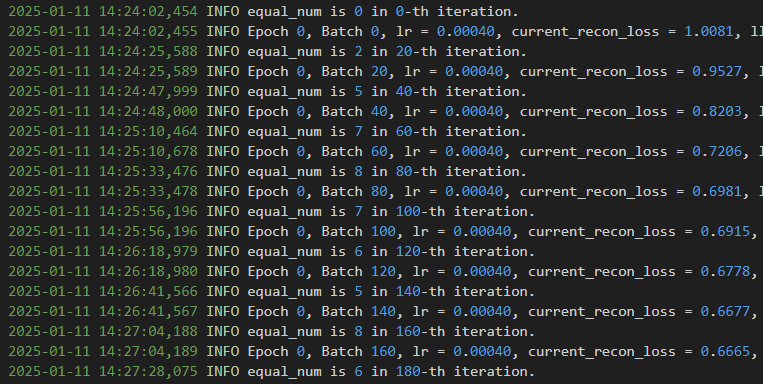 2025-01-11 14:24:02,454 INFO equal_num is 0 in 0-th iteration.
2025-01-11 14:24:02,455 INFO Epoch 0, Batch 0, lr = 0.00040, current_recon_loss = 1.0081, ll
2025-01-11 14:24:25,588 INFO equal_num is 2 in 20-th iteration.
2025-01-11 14:24:25,589 INFO Epoch 0, Batch 20, lr = 0.00040, current_recon_loss = 0.9527, l
2025-01-11 14:24:47,999 INFO equal_num is 5 in 40-th iteration.
2025-01-11 14:24:48,000 INFO Epoch 0, Batch 40, lr = 0.00040, current_recon_loss = 0.8203, l
2025-01-11 14:25:10,464 INFO equal_num is 7 in 60-th iteration.
2025-01-11 14:25:10,678 INFO Epoch 0, Batch 60, lr = 0.00040, current_recon_loss = 0.7206, l
2025-01-11 14:25:33,476 INFO equal_num is 8 in 80-th iteration.
2025-01-11 14:25:33,478 INFO Epoch 0, Batch 80, lr = 0.00040, current_recon_loss = 0.6981, l
2025-01-11 14:25:56,196 INFO equal_num is 7 in 100-th iteration.
2025-01-11 14:25:56,196 INFO Epoch 0, Batch 100, lr = 0.00040, current_recon_loss = 0.6915,
2025-01-11 14:26:18,979 INFO equal_num is 6 in 120-th iteration.
2025-01-11 14:26:18,980 INFO Epoch 0, Batch 120, lr = 0.00040, current_recon_loss = 0.6778,
2025-01-11 14:26:41,566 INFO equal_num is 5 in 140-th iteration.
2025-01-11 14:26:41,567 INFO Epoch 0, Batch 140, lr = 0.00040, current_recon_loss = 0.6677,
2025-01-11 14:27:04,188 INFO equal_num is 8 in 160-th iteration.
2025-01-11 14:27:04,189 INFO Epoch 0, Batch 160, lr = 0.00040, current_recon_loss = 0.6665,
2025-01-11 14:27:28,075 INFO equal_num is 6 in 180-th iteration.